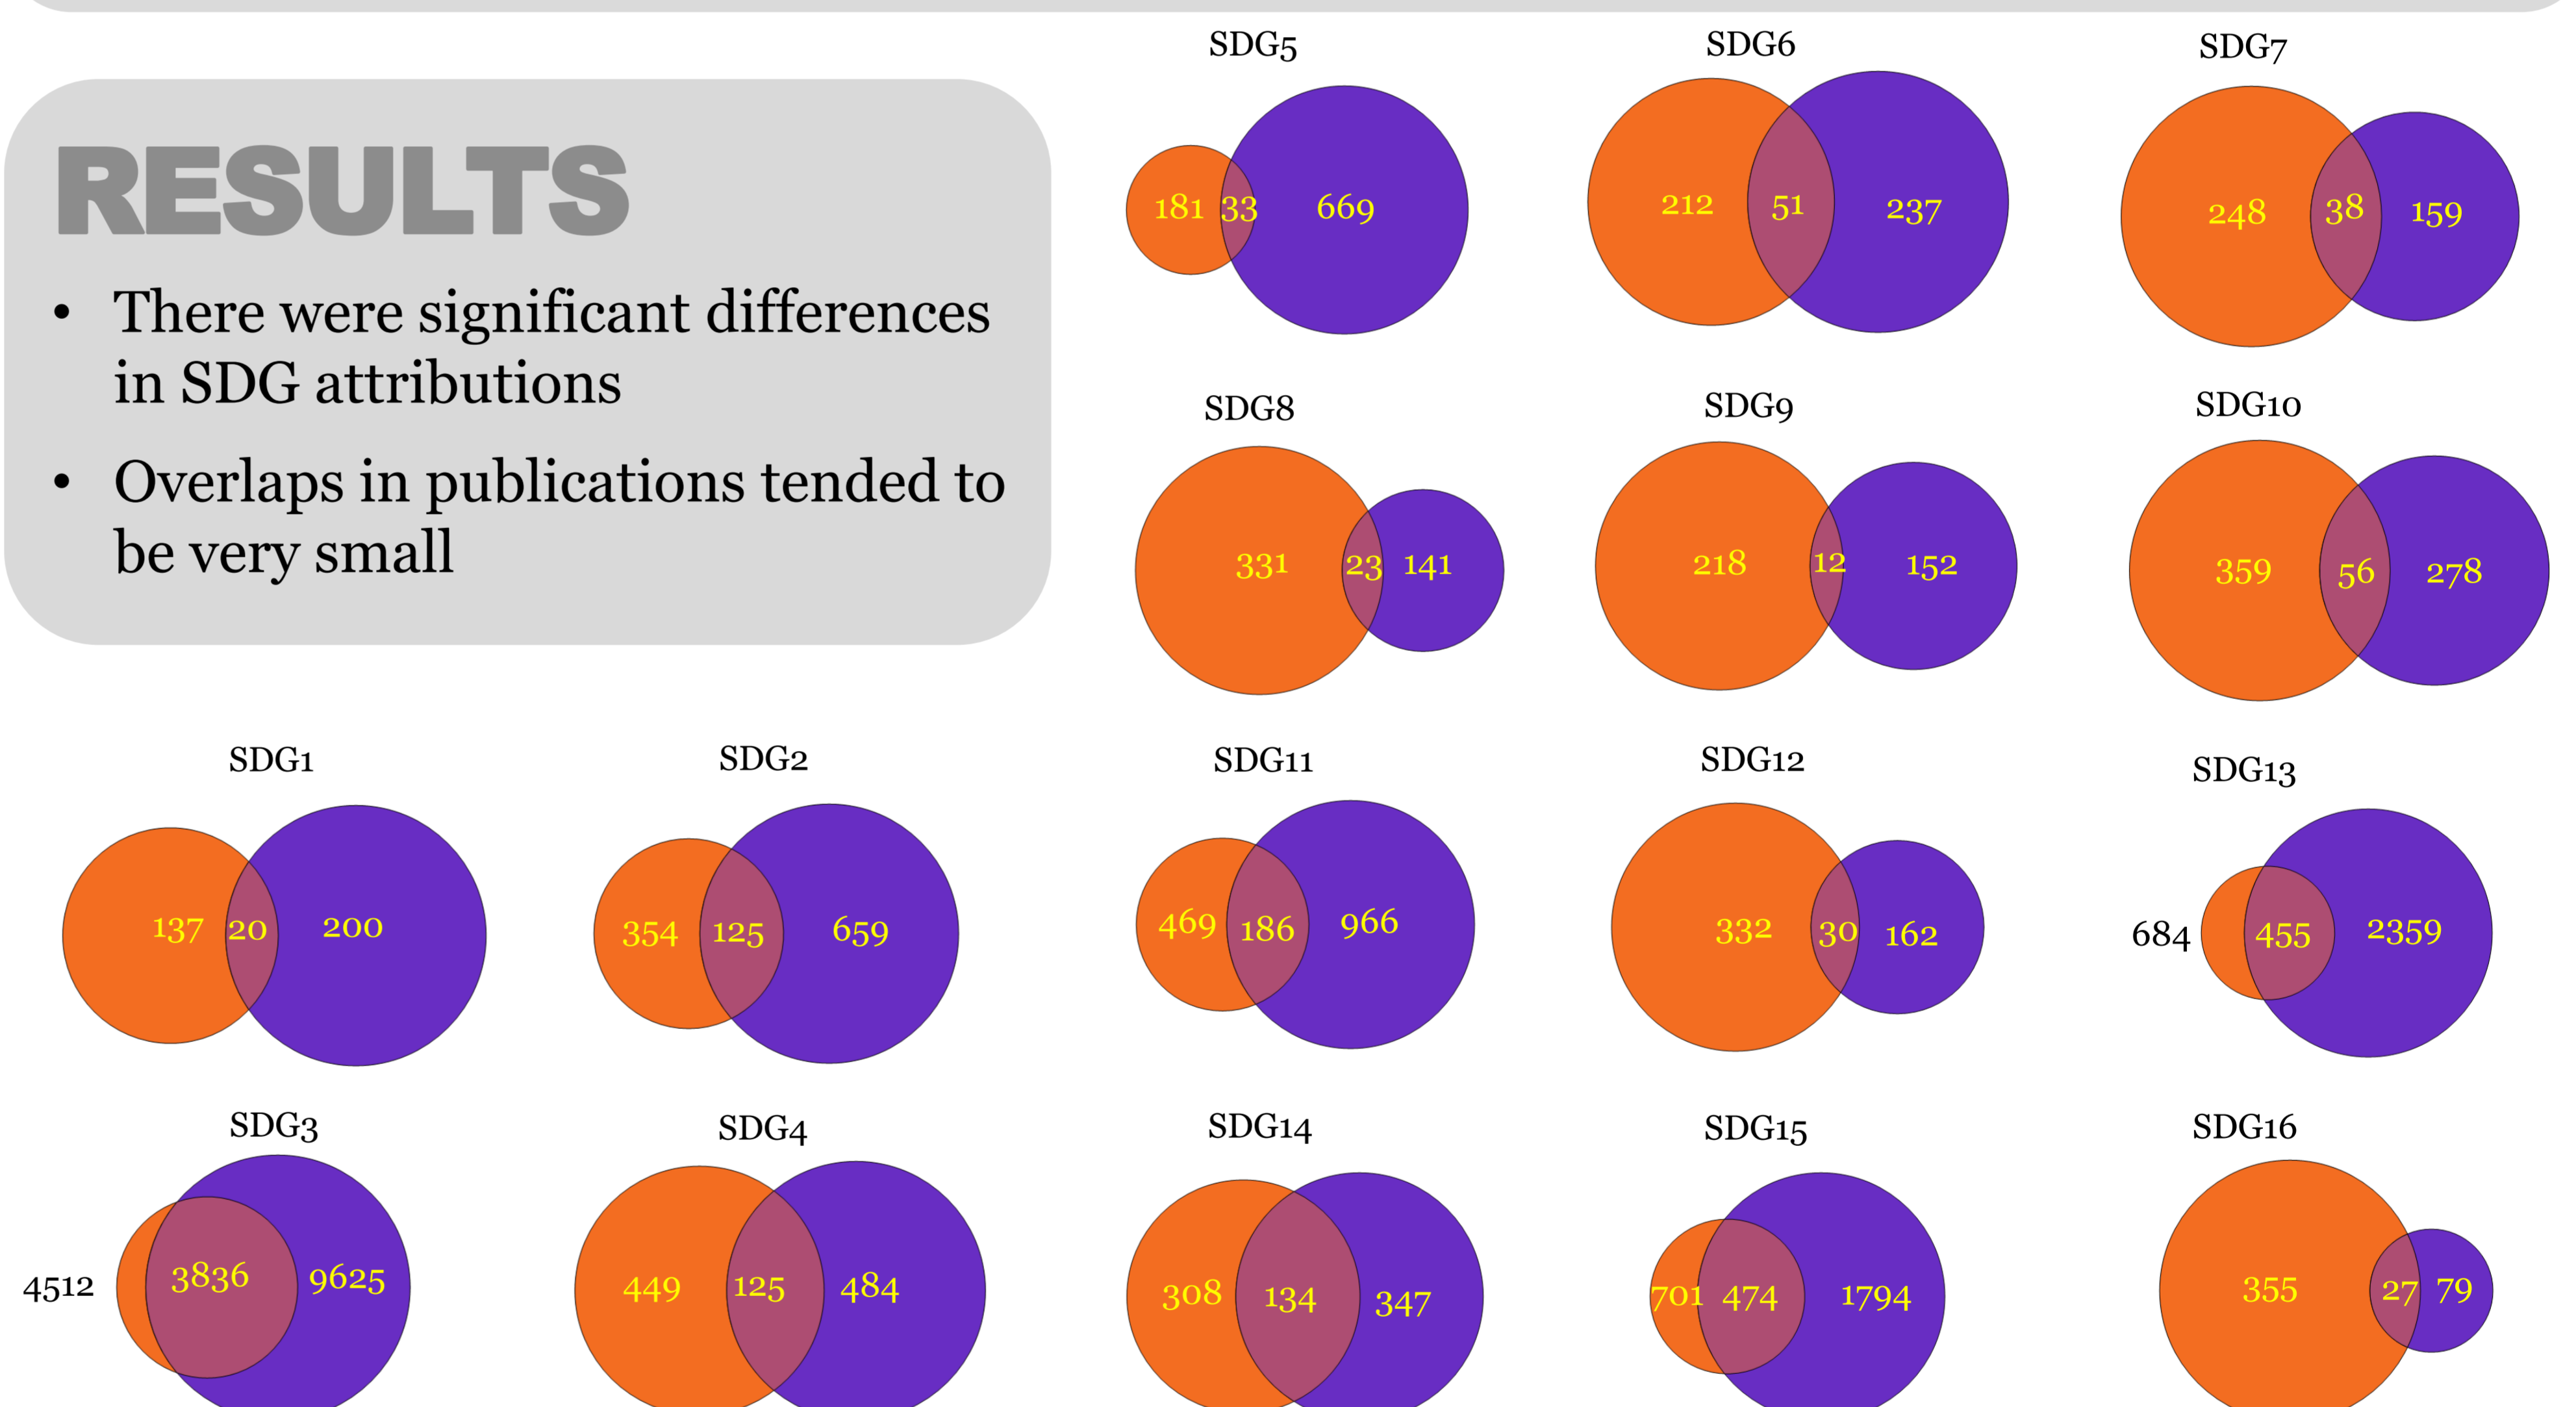 RESULTS
• There were significant differences
in SDG attributions
• Overlaps in publications tended to
be very small
SDG5
181 33 669
SDG6
212 51 237
SDG7
248 38 159
SDG8
331 23 141
SDG9
218 12 152
SDG10
359 56 278
SDG1
137 20 200
SDG2
354 125 659
SDG11
469 186 966
SDG12
332 30 162
SDG13
684 455 2359
SDG3
4512 3836 9625
SDG4
449 125 484
SDG14
308 134 347
SDG15
701 474 1794
SDG16
355 27 79